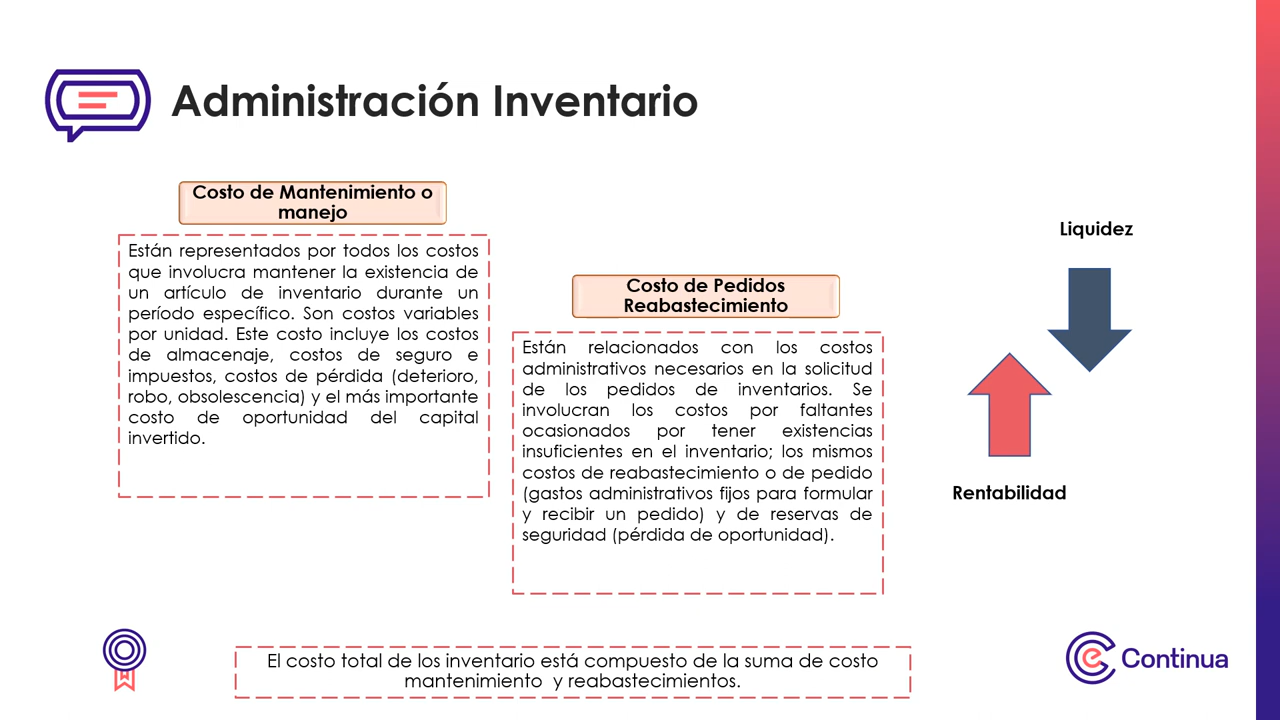 Administración Inventario
Costo de Mantenimiento o
manejo
Están representados por todos los costos
que involucra mantener la existencia de
un artículo de inventario durante un
período específico. Son costos variables
por unidad. Este costo incluye los costos
de almacenaje, costos de seguro e
impuestos, costos de pérdida (deterioro,
robo, obsolescencia) y el más importante
costo de oportunidad del capital
invertido.
Costo de Pedidos
Reabastecimiento
Están relacionados con los costos
administrativos necesarios en la solicitud
de los pedidos de inventarios. Se
involucran los costos por faltantes
ocasionados por tener existencias
insuficientes en el inventario; los mismos
costos de reabastecimiento o de pedido
(gastos administrativos fijos para formular
y recibir un pedido) y de reservas de
seguridad (pérdida de oportunidad).
Liquidez
Rentabilidad
El costo total de los inventario está compuesto de la suma de costo
mantenimiento y reabastecimientos.
e Continua